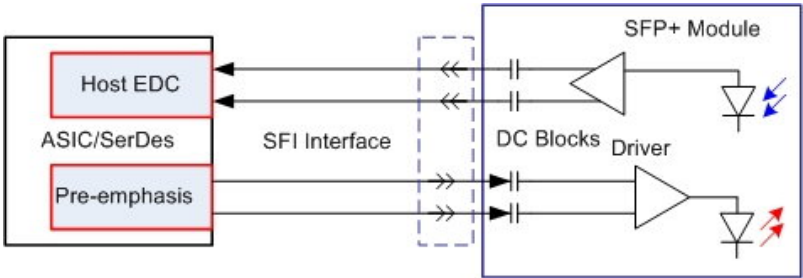 SFP+ Module
Host EDC
ASIC/SerDes
SFI Interface
DC Blocks
Driver
Pre-emphasis